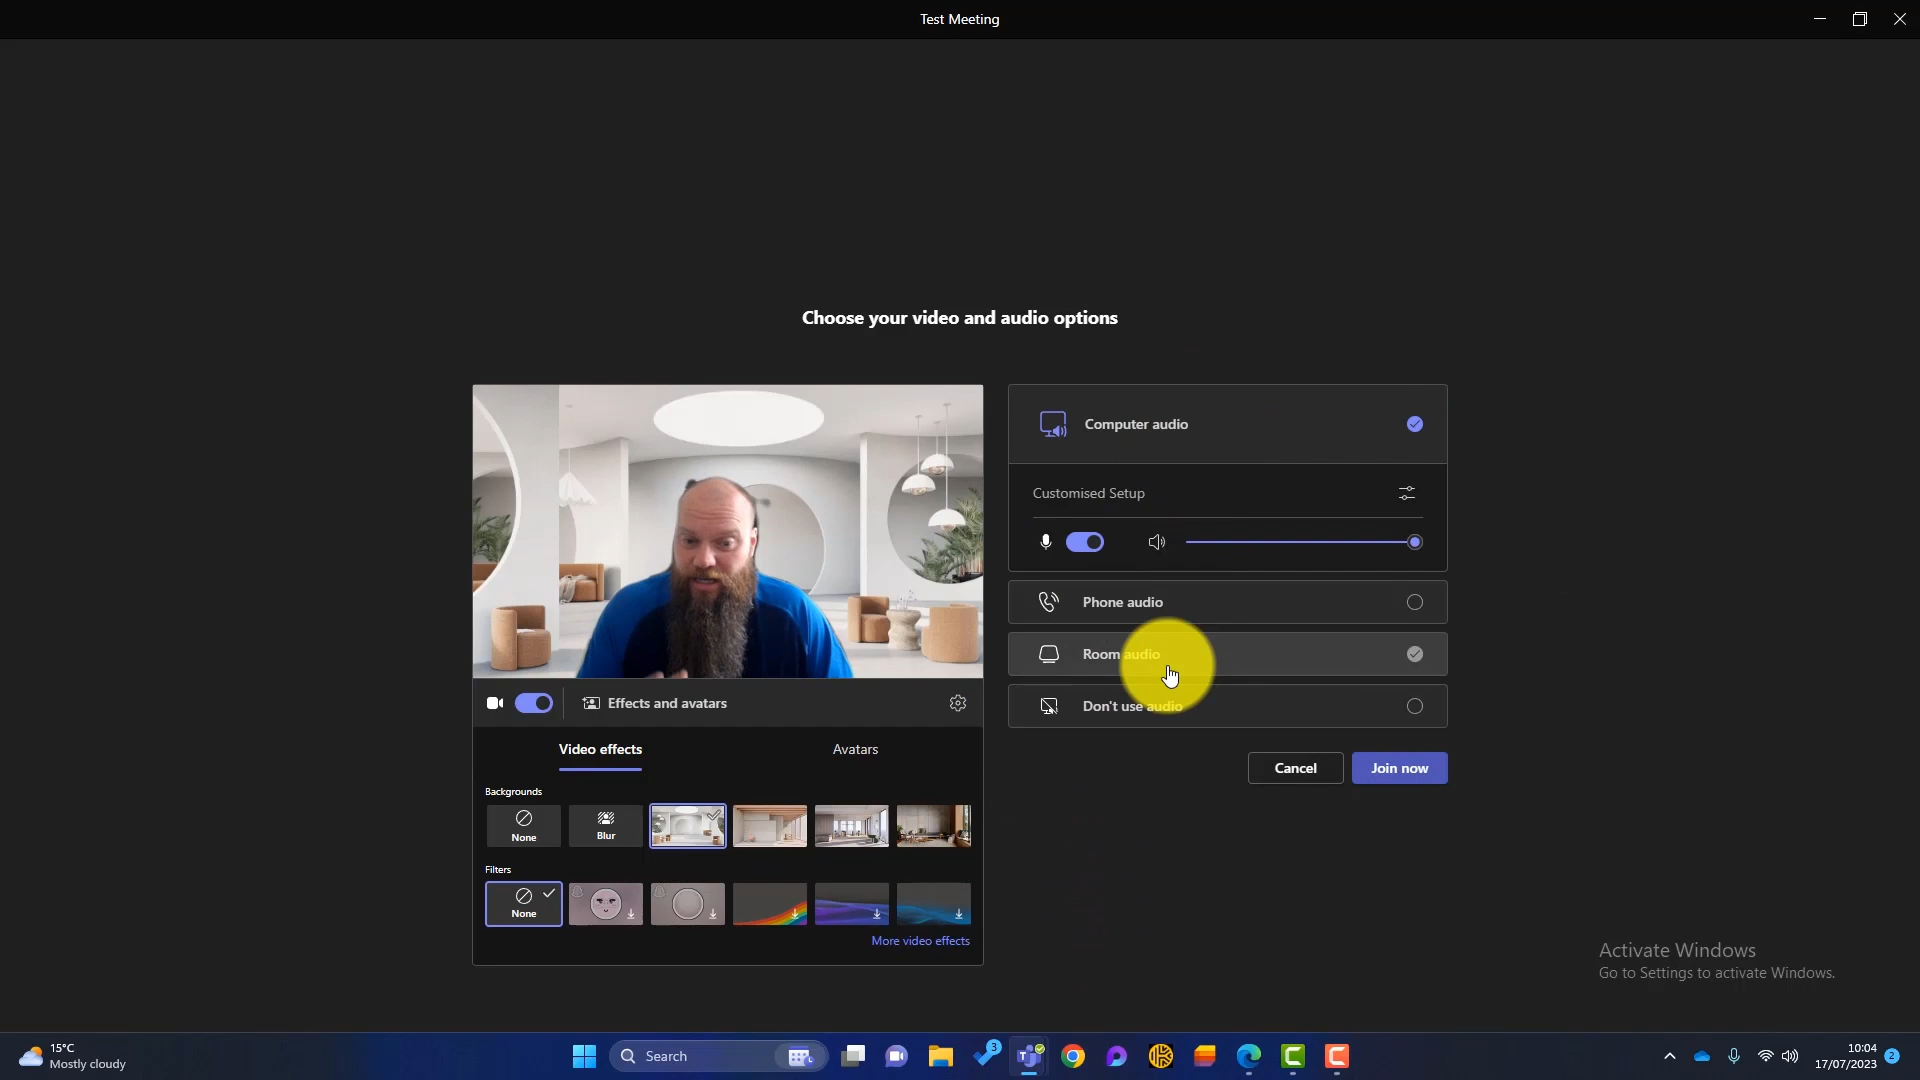 Test Meeting
Choose your video and audio options
Computer audio
Customised Setup
Phone audio
Room audio
Don't use audio
Cancel
Join now
Effects and avatars
Video effects
Avatars
Backgrounds
None
Blur
Filters
None
More video effects
Activate Windows
Go to Settings to activate Windows.
15°C
Mostly cloudy
Search
3
10:04
17/07/2023
2